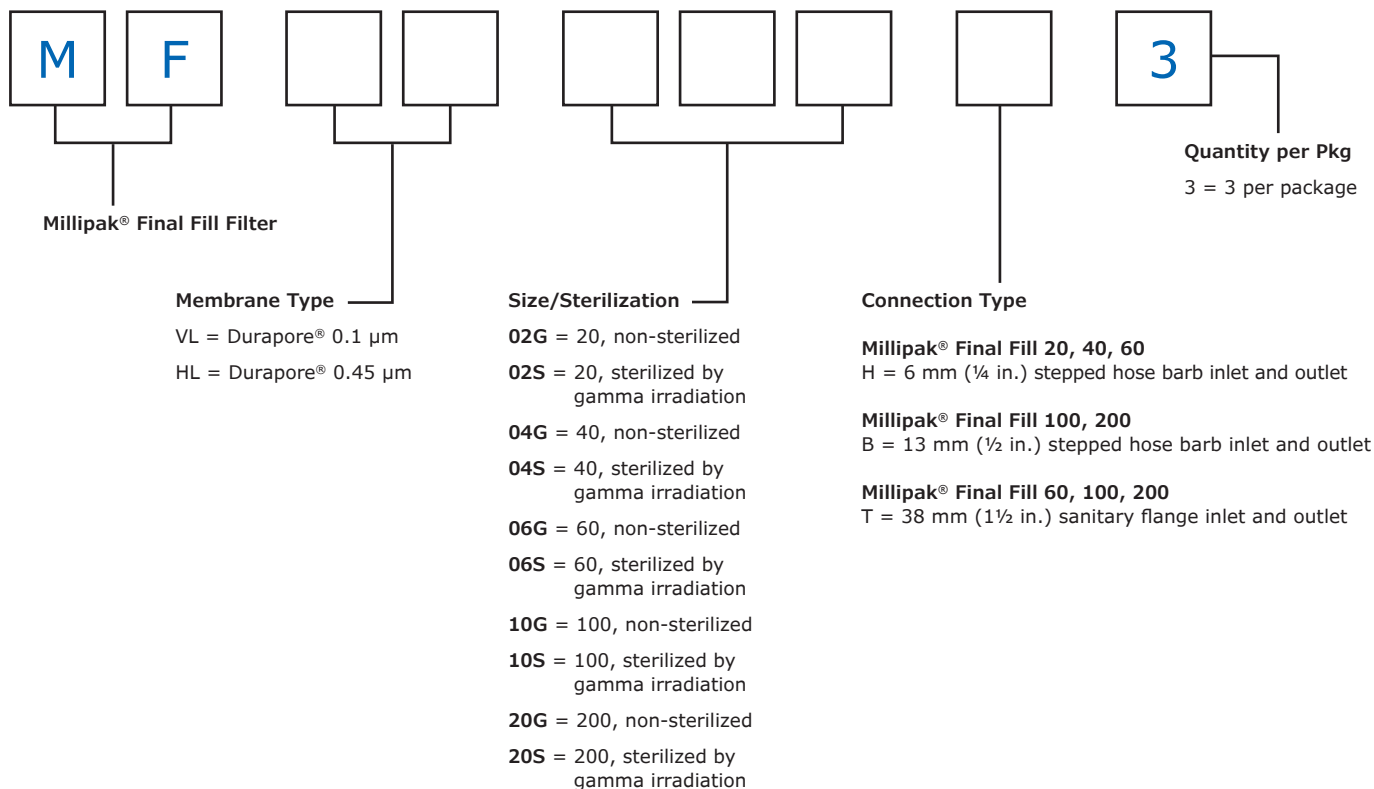 M F 3
Quantity per Pkg
3 = 3 per package
Millipak® Final Fill Filter
Membrane Type
VL = Durapore® 0.1 µm
HL = Durapore® 0.45 µm
Size/Sterilization
02G = 20, non-sterilized
02S = 20, sterilized by
gamma irradiation
04G = 40, non-sterilized
04S = 40, sterilized by
gamma irradiation
06G = 60, non-sterilized
06S = 60, sterilized by
gamma irradiation
10G = 100, non-sterilized
10S = 100, sterilized by
gamma irradiation
20G = 200, non-sterilized
20S = 200, sterilized by
gamma irradiation
Connection Type
Millipak® Final Fill 20, 40, 60
H = 6 mm (¼ in.) stepped hose barb inlet and outlet
Millipak® Final Fill 100, 200
B = 13 mm (½ in.) stepped hose barb inlet and outlet
Millipak® Final Fill 60, 100, 200
T = 38 mm (1½ in.) sanitary flange inlet and outlet